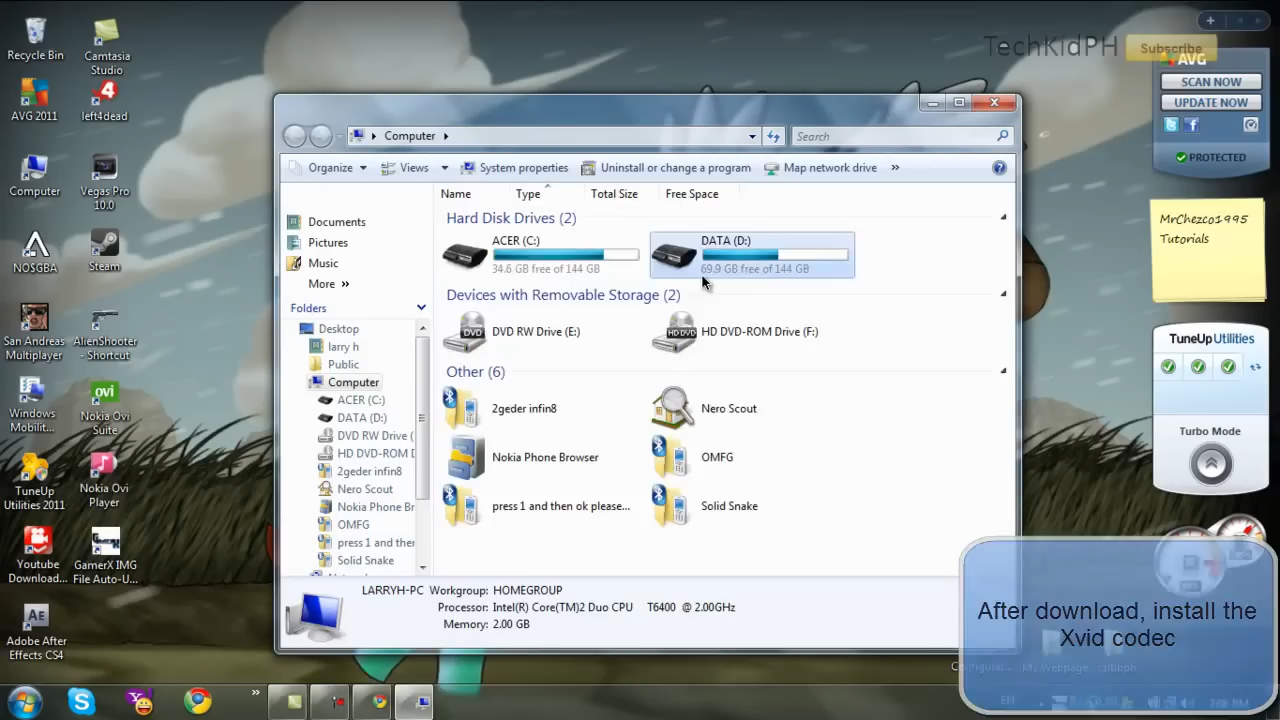 Recycle Bin
Camtasia
Studio
AVG 2011
left4dead
Computer
Vegas Pro
10.0
NOSGBA
Steam
San Andreas
Multiplayer
AlienShooter
- Shortcut
Windows
Mobilit...
Nokia Ovi
Suite
TuneUp
Utilities 2011
Nokia Ovi
Player
Youtube
Download...
GamerX IMG
File Auto-U...
Adobe After
Effects CS4
TechKidPH
Subscribe
AVG
SCAN NOW
UPDATE NOW
PROTECTED
MrChezco1995
Tutorials
TuneUpUtilities
Turbo Mode
Computer
Search
Organize
Views
System properties
Uninstall or change a program
Map network drive
»
Name Type Total Size Free Space
Documents
Pictures
Music
More »
Folders
Desktop
larry h
Public
Computer
ACER (C:)
DATA (D:)
DVD RW Drive (
HD DVD-ROM D
2geder infin8
Nero Scout
Nokia Phone Br
OMFG
press 1 and ther
Solid Snake
Hard Disk Drives (2)
ACER (C:)
34.6 GB free of 144 GB
DATA (D:)
69.9 GB free of 144 GB
Devices with Removable Storage (2)
DVD
DVD RW Drive (E:)
HD DVD
HD DVD-ROM Drive (F:)
Other (6)
2geder infin8
Nero Scout
Nokia Phone Browser
OMFG
press 1 and then ok please...
Solid Snake
LARRYH-PC Workgroup: HOMEGROUP
Processor: Intel(R) Core(TM)2 Duo CPU T6400 @ 2.00GHz
Memory: 2.00 GB
After download, install the
Xvid codec
My Webpage
EN